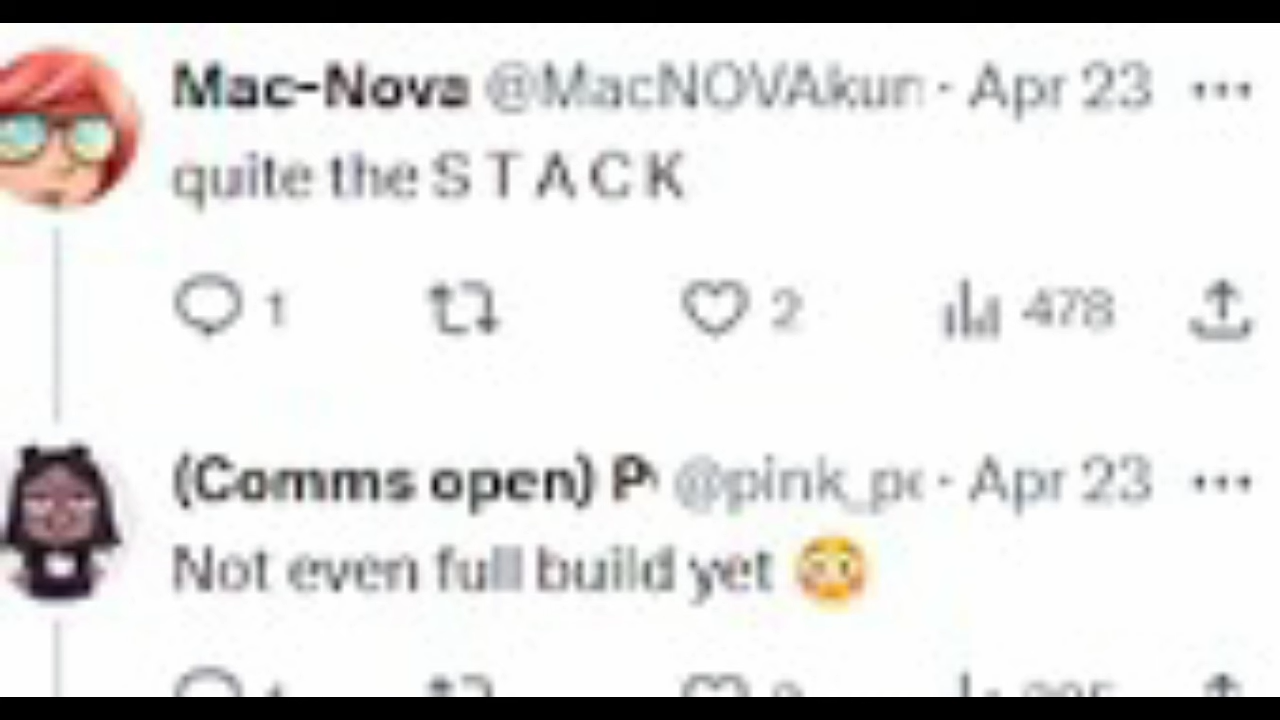 Mac-Nova @MacNOVAkun · Apr 23
quite the S T A C K
1 2 478
(Comms open) P @pink_pe · Apr 23
Not even full build yet 😳